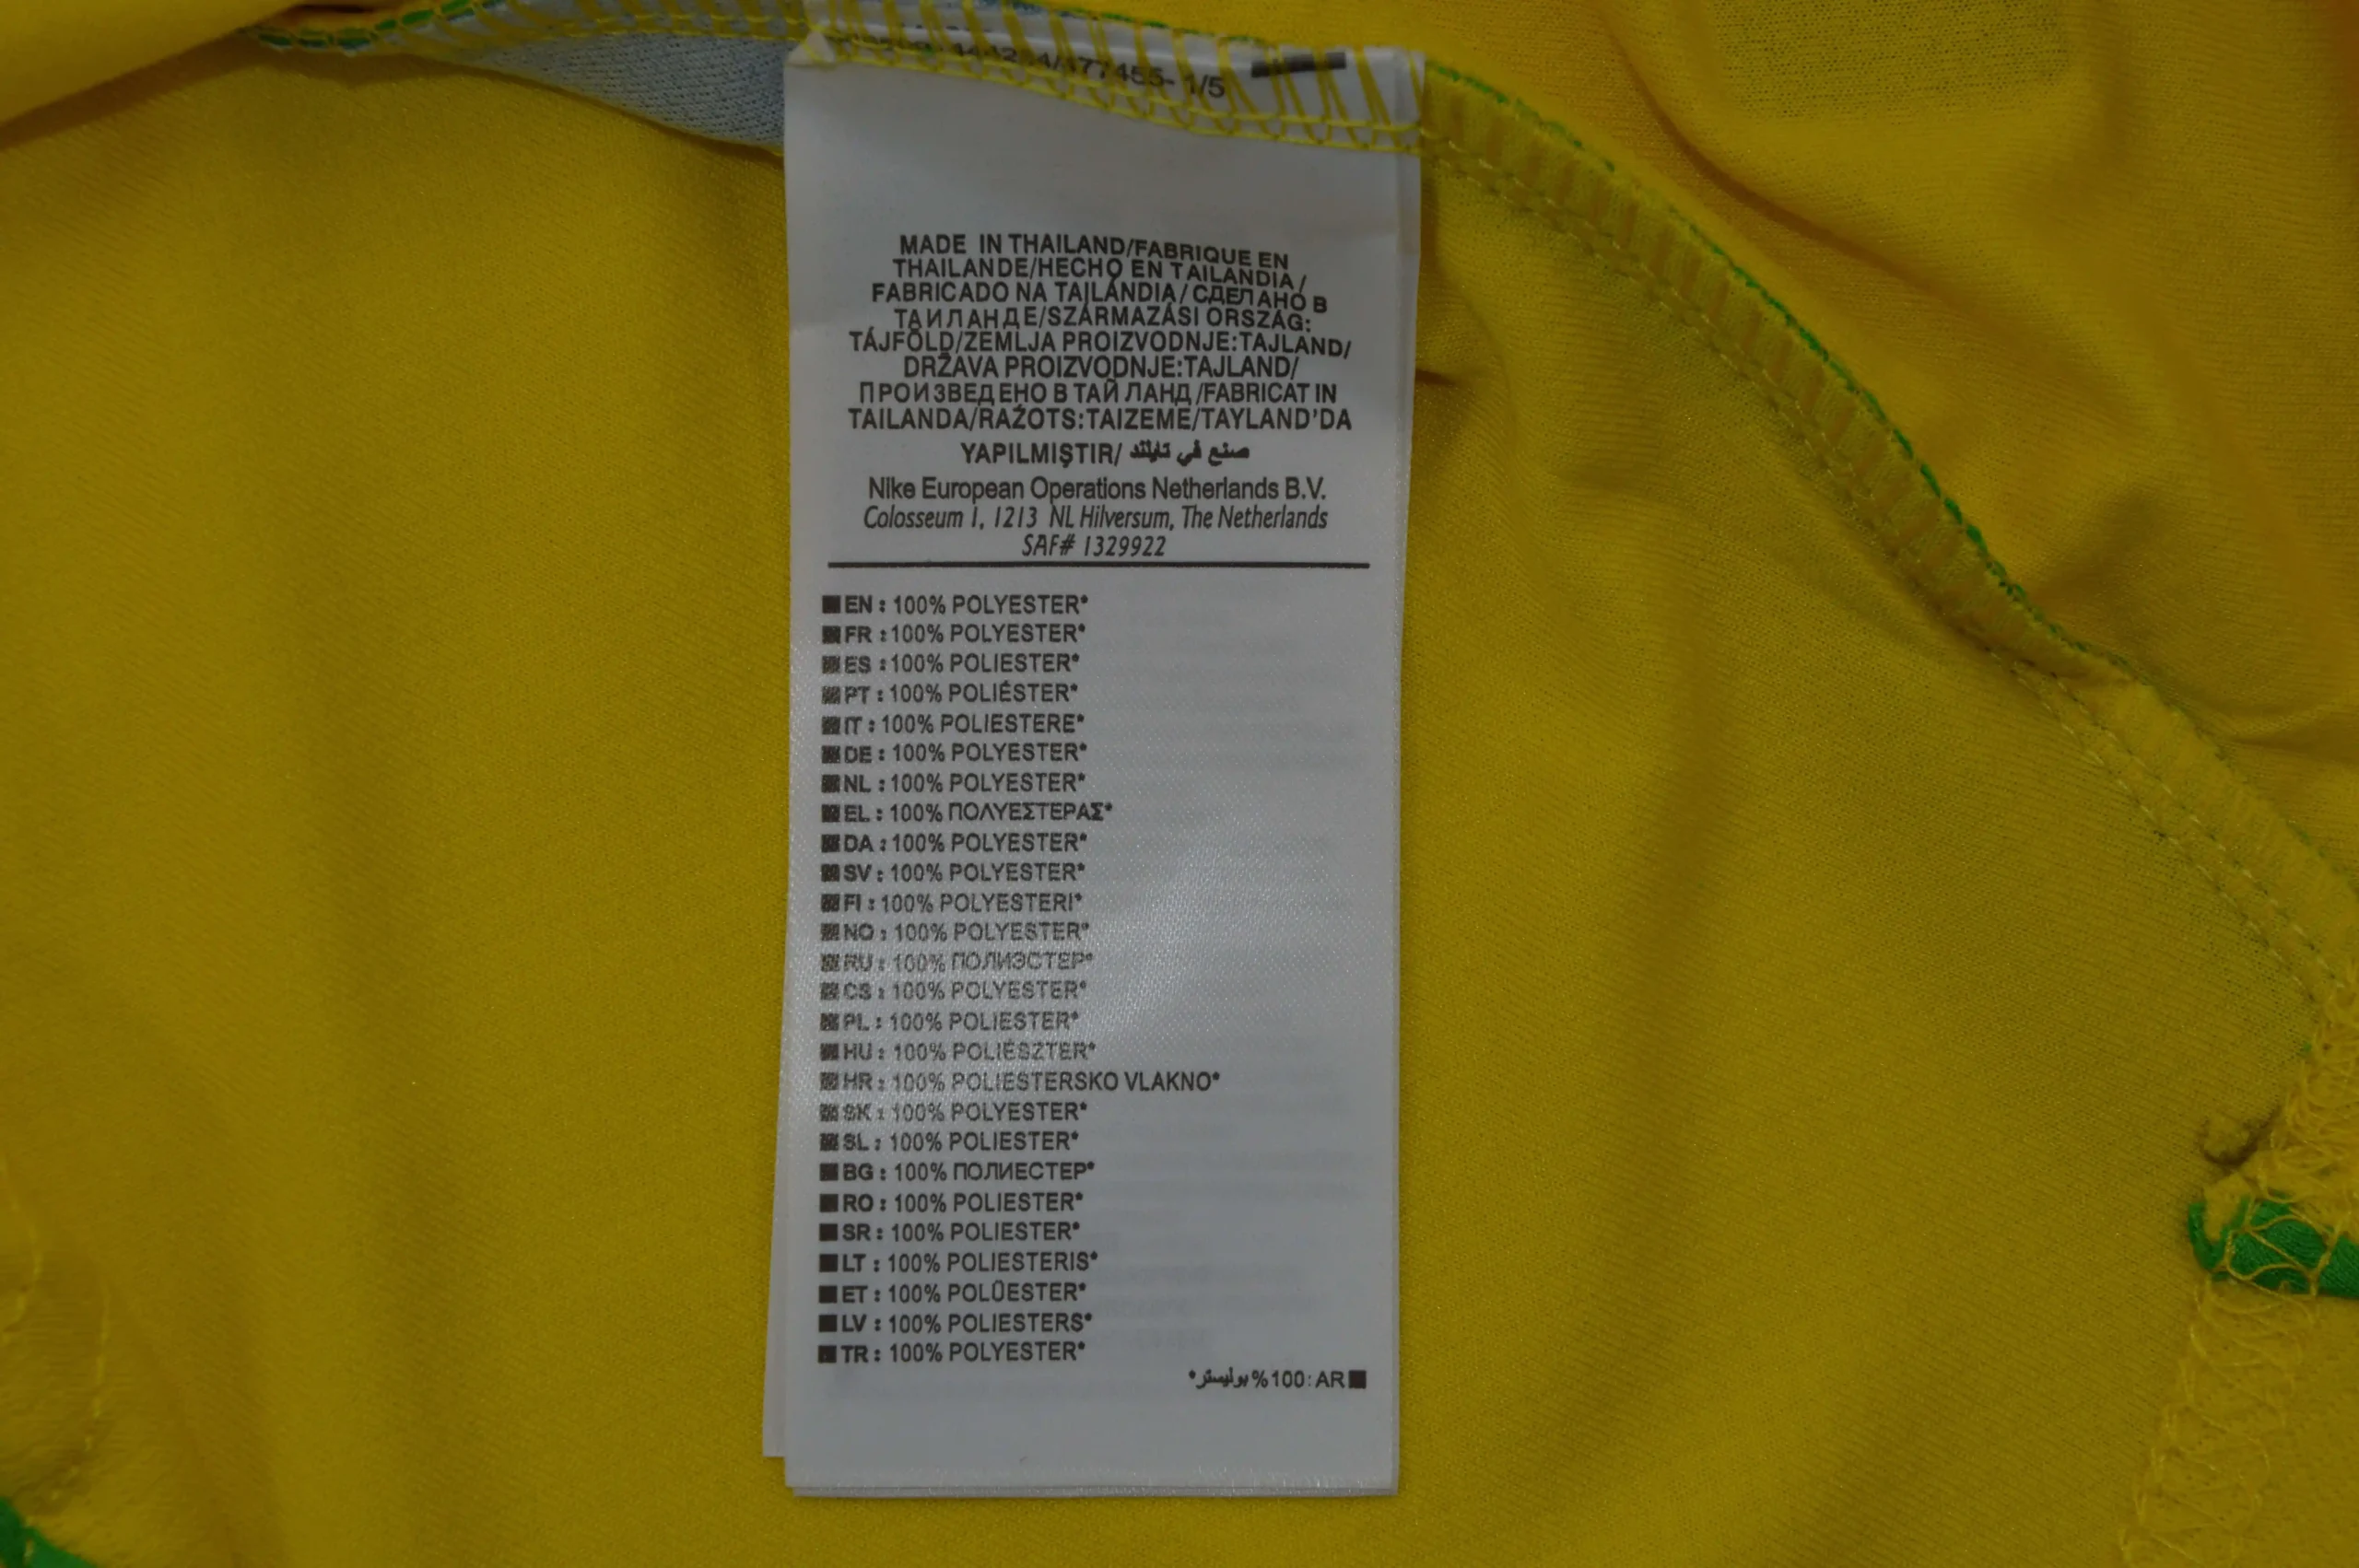 477455- 1/5
MADE IN THAILAND/FABRIQUE EN
THAILANDE/HECHO EN TAILANDIA/
FABRICADO NA TAILÂNDIA/СДЕЛАНО В
ТАИЛАНДЕ/SZÁRMAZÁSI ORSZÁG:
TÁJFÖLD/ZEMLJA PROIZVODNJE:TAJLAND/
DRŽAVA PROIZVODNJE:TAJLAND/
ПРОИЗВЕДЕНО В ТАЙЛАНД/FABRICAT IN
TAILANDA/RAŽOTS:TAIZEME/TAYLAND'DA
YAPILMIŞTIR/ صنع في تايلند
Nike European Operations Netherlands B.V.
Colosseum 1, 1213 NL Hilversum, The Netherlands
SAF# 1329922
■EN : 100% POLYESTER*
■FR : 100% POLYESTER*
■ES : 100% POLIESTER*
■PT : 100% POLIÉSTER*
■IT : 100% POLIESTERE*
■DE : 100% POLYESTER*
■NL : 100% POLYESTER*
■EL : 100% ΠΟΛΥΕΣΤΕΡΑΣ*
■DA : 100% POLYESTER*
■SV : 100% POLYESTER*
■FI : 100% POLYESTERI*
■NO : 100% POLYESTER*
■RU : 100% ПОЛИЭСТЕР*
■CS : 100% POLYESTER*
■PL : 100% POLIESTER*
■HU : 100% POLIÉSZTER*
■HR : 100% POLIESTERSKO VLAKNO*
■SK : 100% POLYESTER*
■SL : 100% POLIESTER*
■BG : 100% ПОЛИЕСТЕР*
■RO : 100% POLIESTER*
■SR : 100% POLIESTER*
■LT : 100% POLIESTERIS*
■ET : 100% POLÜESTER*
■LV : 100% POLIESTERS*
■TR : 100% POLYESTER*
■AR :100% بوليستر*